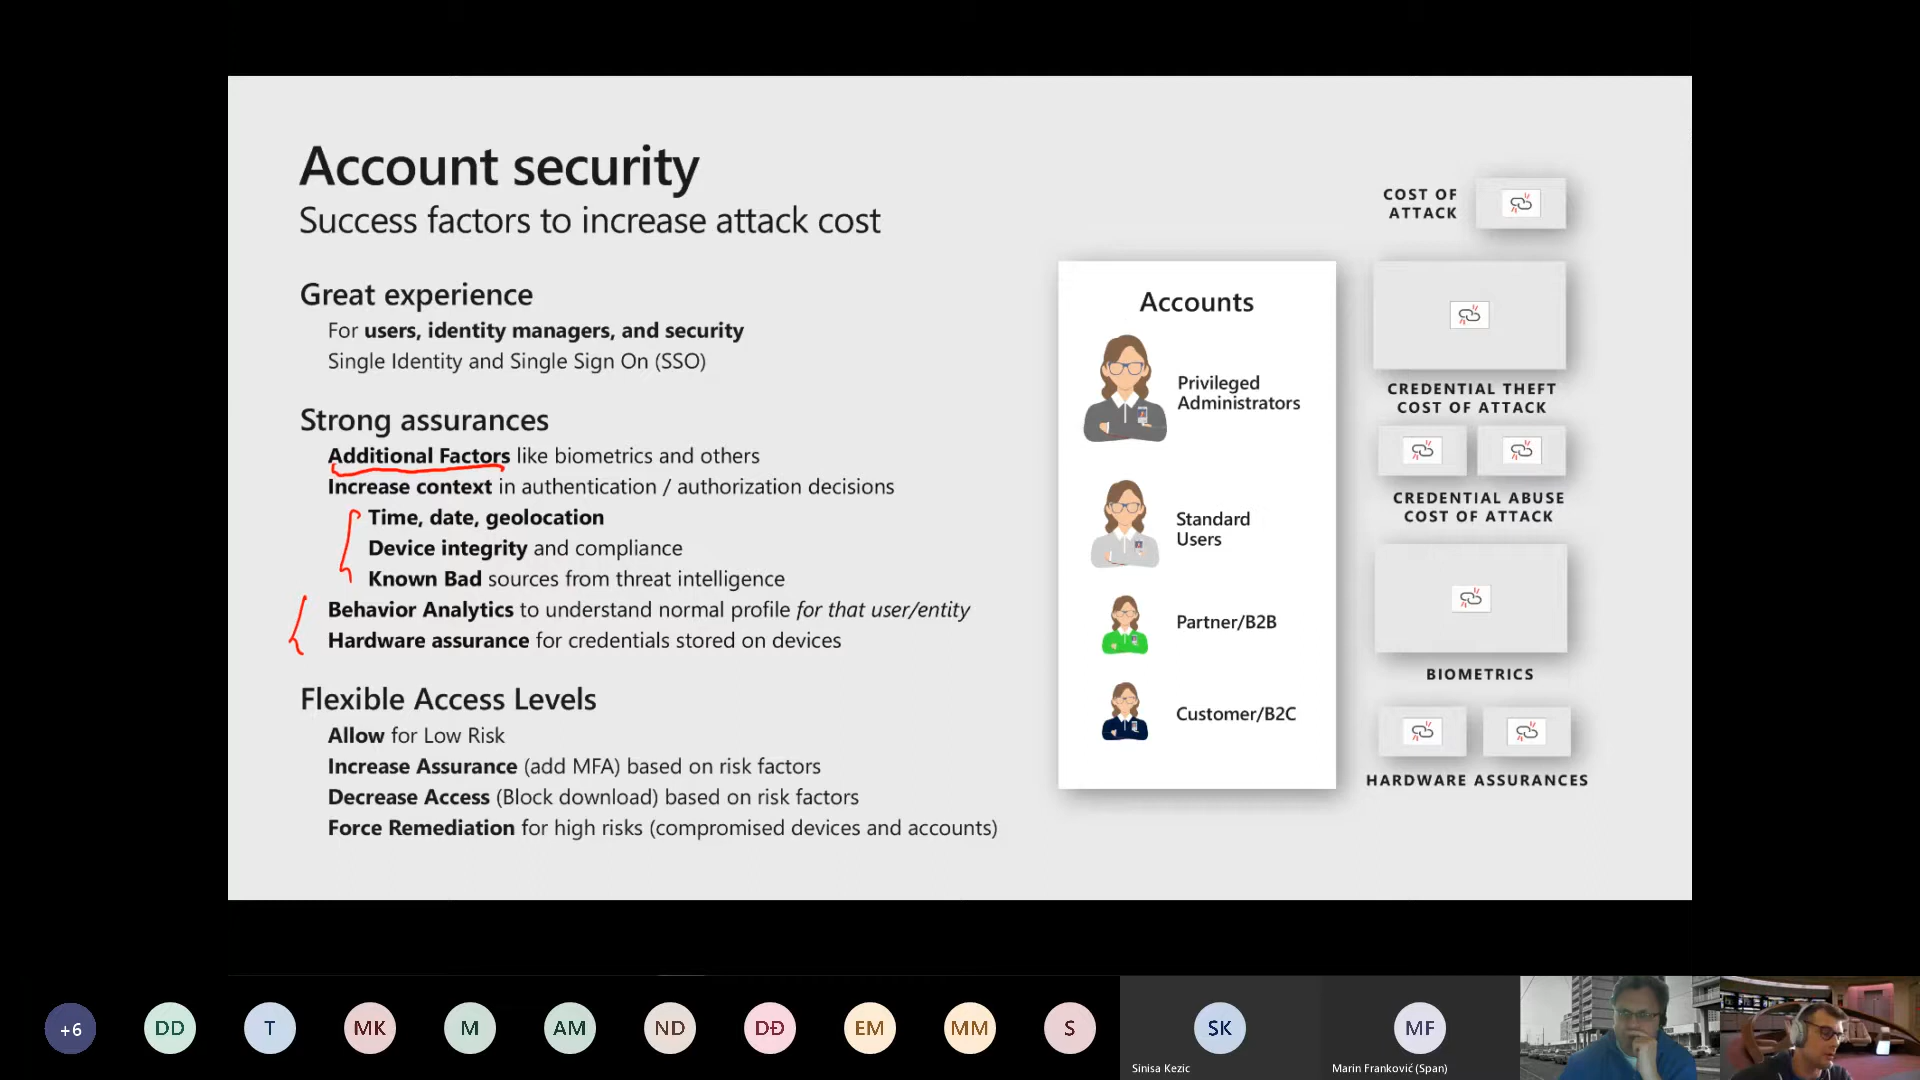 Account security
Success factors to increase attack cost
Great experience
For users, identity managers, and security
Single Identity and Single Sign On (SSO)
Strong assurances
Additional Factors like biometrics and others
Increase context in authentication / authorization decisions
Time, date, geolocation
Device integrity and compliance
Known Bad sources from threat intelligence
Behavior Analytics to understand normal profile for that user/entity
Hardware assurance for credentials stored on devices
Flexible Access Levels
Allow for Low Risk
Increase Assurance (add MFA) based on risk factors
Decrease Access (Block download) based on risk factors
Force Remediation for high risks (compromised devices and accounts)
Accounts
Privileged
Administrators
Standard
Users
Partner/B2B
Customer/B2C
COST OF
ATTACK
CREDENTIAL THEFT
COST OF ATTACK
CREDENTIAL ABUSE
COST OF ATTACK
BIOMETRICS
HARDWARE ASSURANCES
+6
DD
T
MK
M
AM
ND
DĐ
EM
MM
S
SK
Sinisa Kezic
MF
Marin Franković (Span)